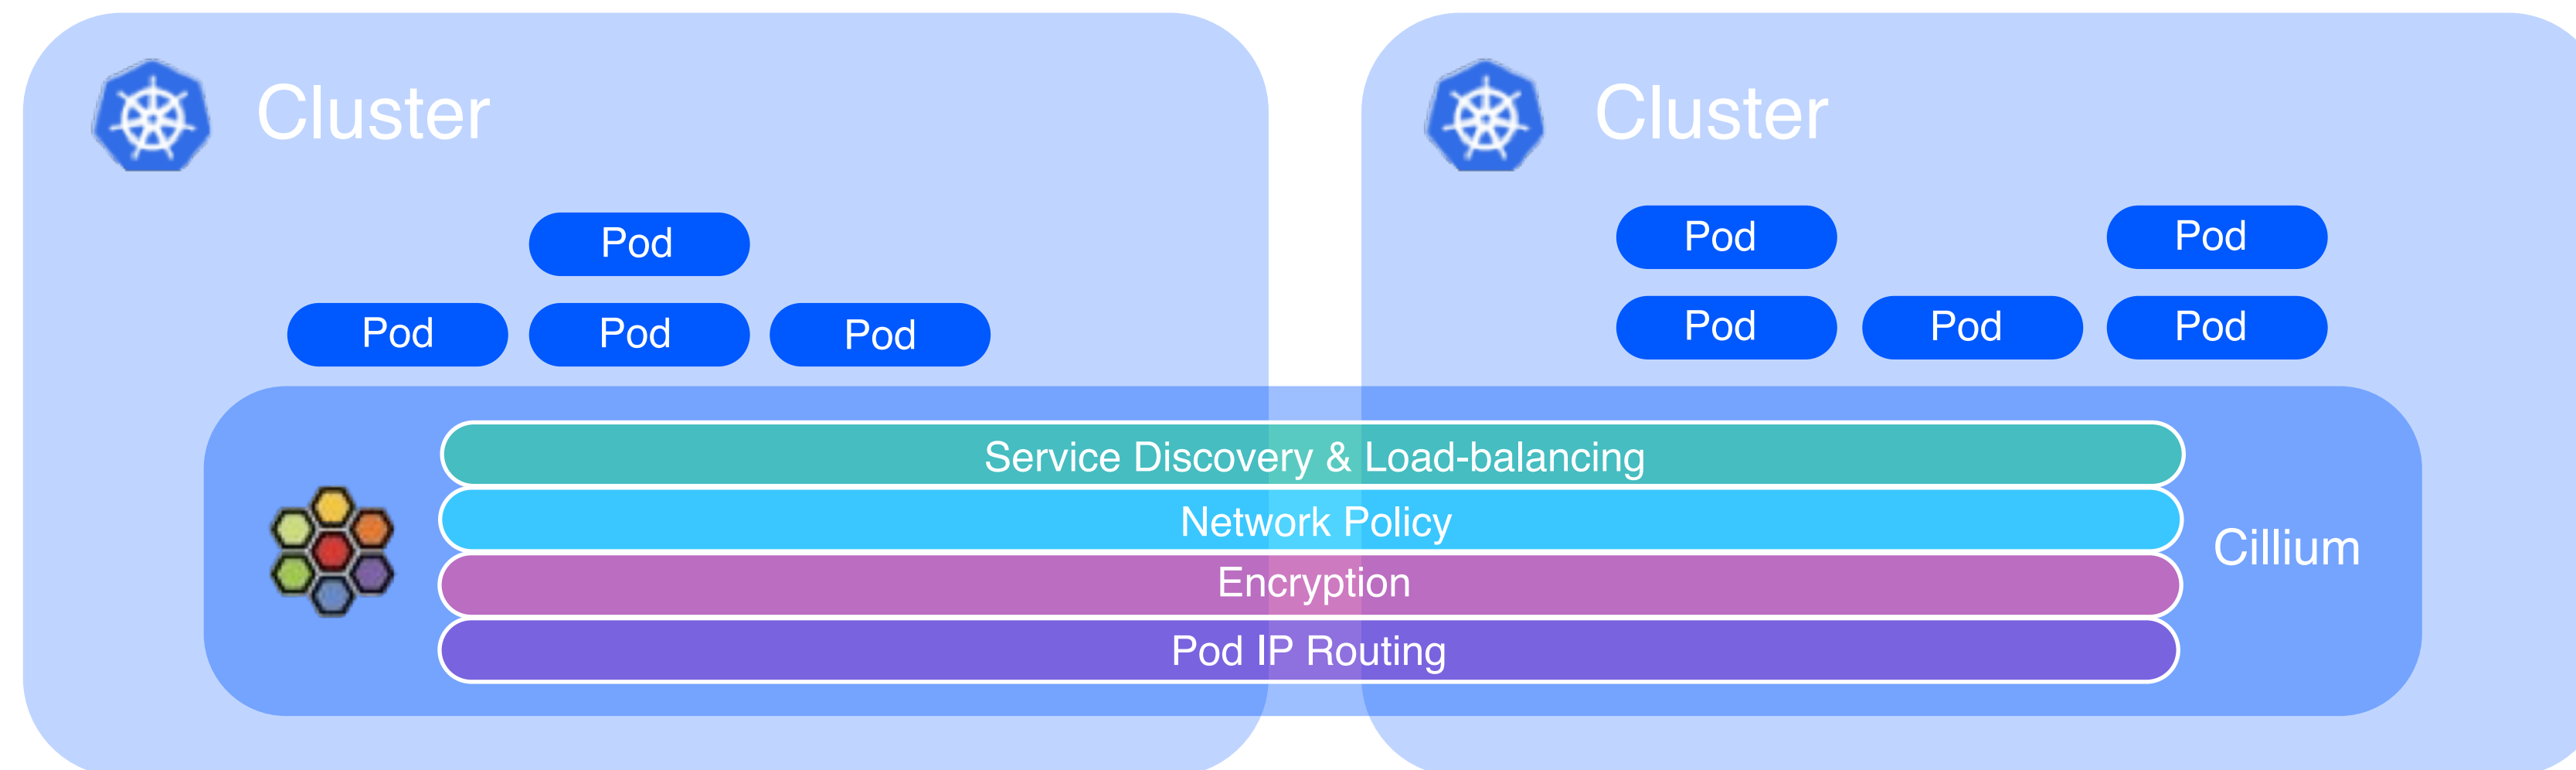 Cluster
Pod
Pod
Pod
Pod
Cluster
Pod
Pod
Pod
Pod
Pod
Service Discovery & Load-balancing
Network Policy
Encryption
Pod IP Routing
Cillium